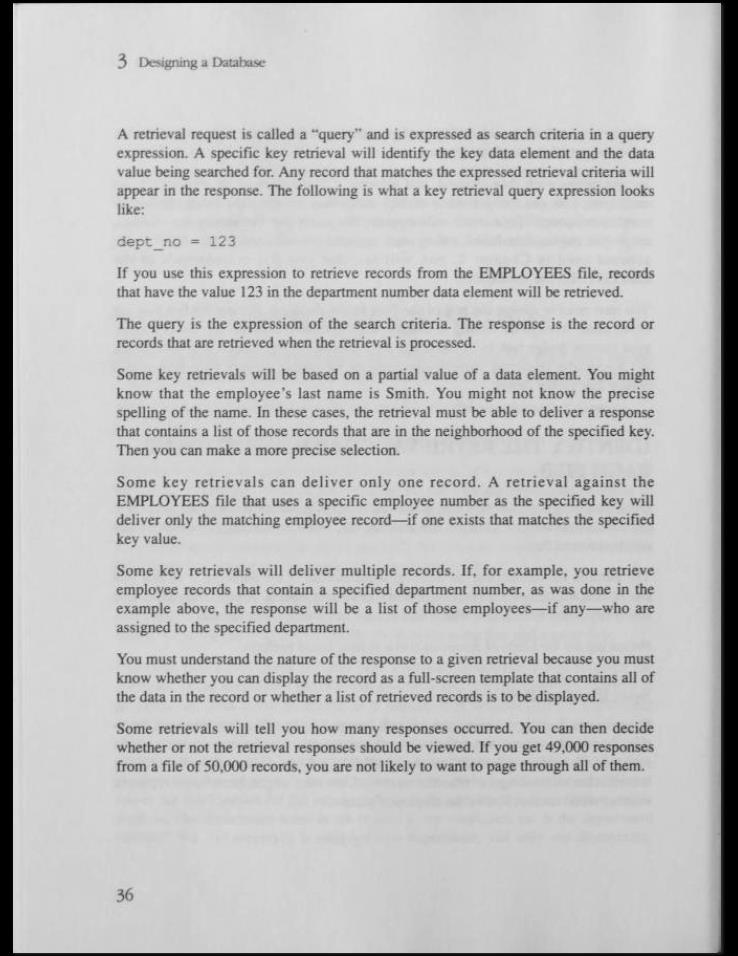 3 Designing a Database
A retrieval request is called a “query” and is expressed as search criteria in a query
expression. A specific key retrieval will identify the key data element and the data
value being searched for. Any record that matches the expressed retrieval criteria will
appear in the response. The following is what a key retrieval query expression looks
like:
dept_no = 123
If you use this expression to retrieve records from the EMPLOYEES file, records
that have the value 123 in the department number data element will be retrieved.
The query is the expression of the search criteria. The response is the record or
records that are retrieved when the retrieval is processed.
Some key retrievals will be based on a partial value of a data element. You might
know that the employee’s last name is Smith. You might not know the precise
spelling of the name. In these cases, the retrieval must be able to deliver a response
that contains a list of those records that are in the neighborhood of the specified key.
Then you can make a more precise selection.
Some key retrievals can deliver only one record. A retrieval against the
EMPLOYEES file that uses a specific employee number as the specified key will
deliver only the matching employee record—if one exists that matches the specified
key value.
Some key retrievals will deliver multiple records. If, for example, you retrieve
employee records that contain a specified department number, as was done in the
example above, the response will be a list of those employees—if any—who are
assigned to the specified department.
You must understand the nature of the response to a given retrieval because you must
know whether you can display the record as a full-screen template that contains all of
the data in the record or whether a list of retrieved records is to be displayed.
Some retrievals will tell you how many responses occurred. You can then decide
whether or not the retrieval responses should be viewed. If you get 49,000 responses
from a file of 50,000 records, you are not likely to want to page through all of them.
36